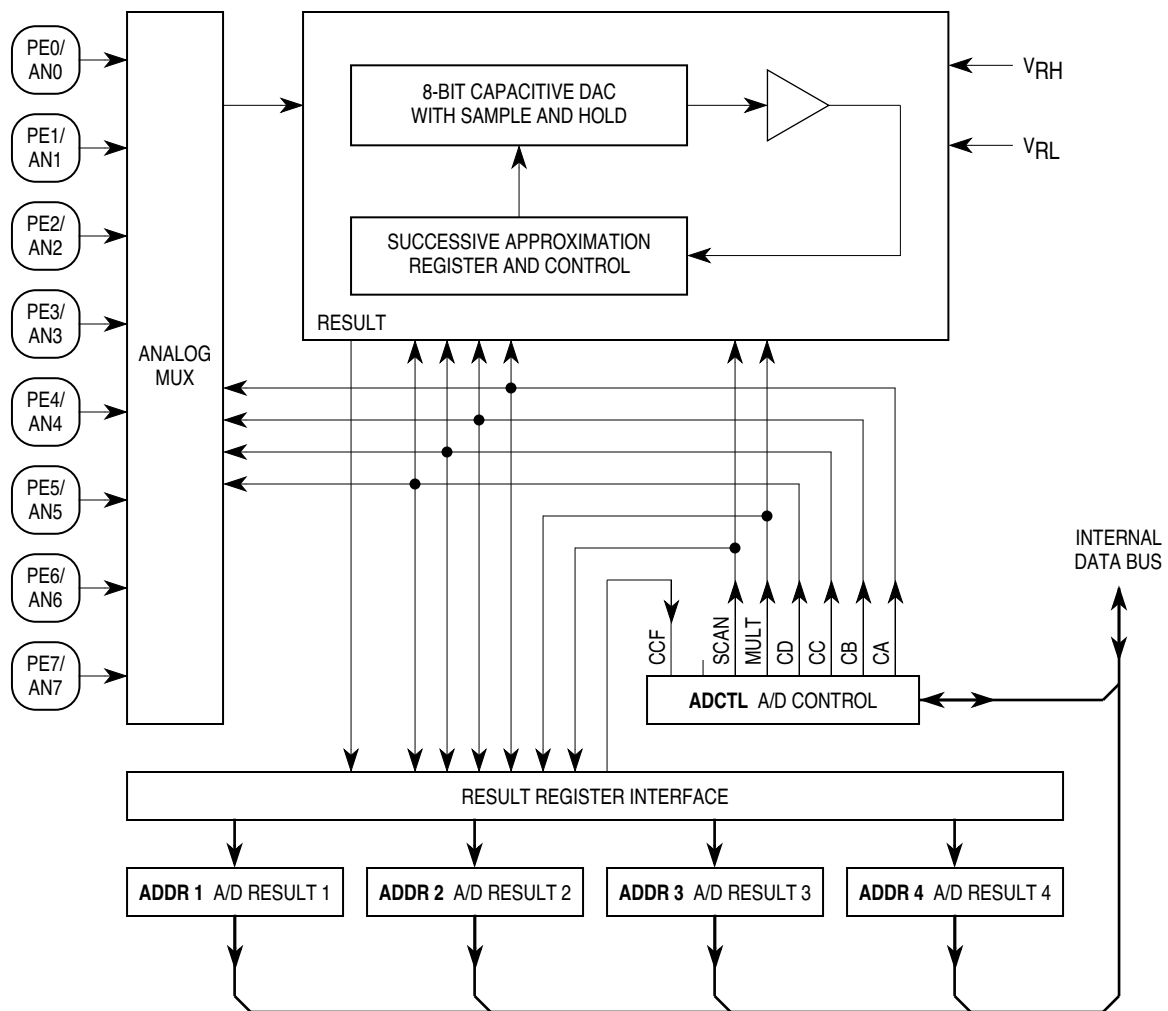 PE0/
AN0
PE1/
AN1
PE2/
AN2
PE3/
AN3
PE4/
AN4
PE5/
AN5
PE6/
AN6
PE7/
AN7
ANALOG
MUX
8-BIT CAPACITIVE DAC
WITH SAMPLE AND HOLD
SUCCESSIVE APPROXIMATION
REGISTER AND CONTROL
RESULT
VRH
VRL
INTERNAL
DATA BUS
CCF
SCAN
MULT
CD
CC
CB
CA
ADCTL A/D CONTROL
RESULT REGISTER INTERFACE
ADDR 1 A/D RESULT 1
ADDR 2 A/D RESULT 2
ADDR 3 A/D RESULT 3
ADDR 4 A/D RESULT 4